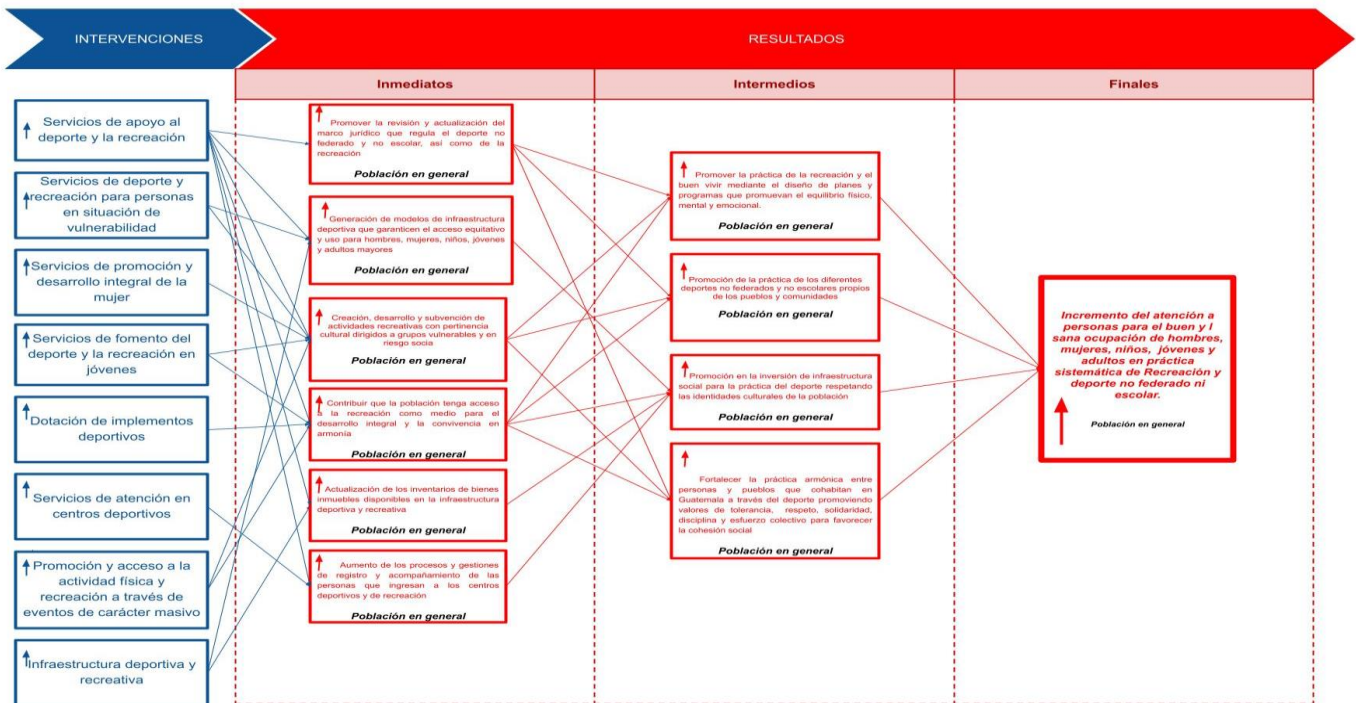 INTERVENCIONES
RESULTADOS
Inmediatos
Intermedios
Finales
Servicios de apoyo al
deporte y la recreación
Servicios de deporte y
recreación para personas
en situación de
vulnerabilidad
Servicios de promoción y
desarrollo integral de la
mujer
Servicios de fomento del
deporte y la recreación en
jóvenes
Dotación de implementos
deportivos
Servicios de atención en
centros deportivos
Promoción y acceso a la
actividad física y
recreación a través de
eventos de carácter masivo
Infraestructura deportiva y
recreativa
Promover la revisión y actualización del
marco jurídico que regula el deporte no
federado y no escolar, así como de la
recreación
Población en general
Generación de modelos de infraestructura
deportiva que garanticen el acceso equitativo
y uso para hombres, mujeres, niños, jóvenes
y adultos mayores
Población en general
Creación, desarrollo y subvención de
actividades recreativas con pertinencia
cultural dirigidos a grupos vulnerables y en
riesgo socia
Población en general
Contribuir que la población tenga acceso
a la recreación como medio para el
desarrollo integral y la convivencia en
armonía
Población en general
Actualización de los inventarios de bienes
inmuebles disponibles en la infraestructura
deportiva y recreativa
Población en general
Aumento de los procesos y gestiones
de registro y acompañamiento de las
personas que ingresan a los centros
deportivos y de recreación
Población en general
Promover la práctica de la recreación y el
buen vivir mediante el diseño de planes y
programas que promuevan el equilibrio físico,
mental y emocional.
Población en general
Promoción de la práctica de los diferentes
deportes no federados y no escolares propios
de los pueblos y comunidades
Población en general
Promoción en la inversión de infraestructura
social para la práctica del deporte respetando
las identidades culturales de la población
Población en general
Fortalecer la práctica armónica entre
personas y pueblos que cohabitan en
Guatemala a través del deporte promoviendo
valores de tolerancia, respeto, solidaridad,
disciplina y esfuerzo colectivo para favorecer
la cohesión social
Población en general
Incremento del atención a
personas para el buen y l
sana ocupación de hombres,
mujeres, niños, jóvenes y
adultos en práctica
sistemática de Recreación y
deporte no federado ni
escolar.
Población en general